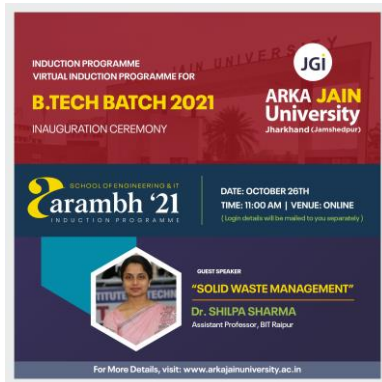 INDUCTION PROGRAMME
VIRTUAL INDUCTION PROGRAMME FOR
B.TECH BATCH 2021
INAUGURATION CEREMONY
JGi
ARKA JAIN
University
Jharkhand (Jamshedpur)
JAIN UNIVERSITY
SCHOOL OF ENGINEERING & IT
arambh '21
INDUCTION PROGRAMME
DATE: OCTOBER 26TH
TIME: 11:00 AM | VENUE: ONLINE
( Login details will be mailed to you separately )
GUEST SPEAKER
"SOLID WASTE MANAGEMENT"
Dr. SHILPA SHARMA
Assistant Professor, BIT Raipur
For More Details, visit: www.arkajainuniversity.ac.in